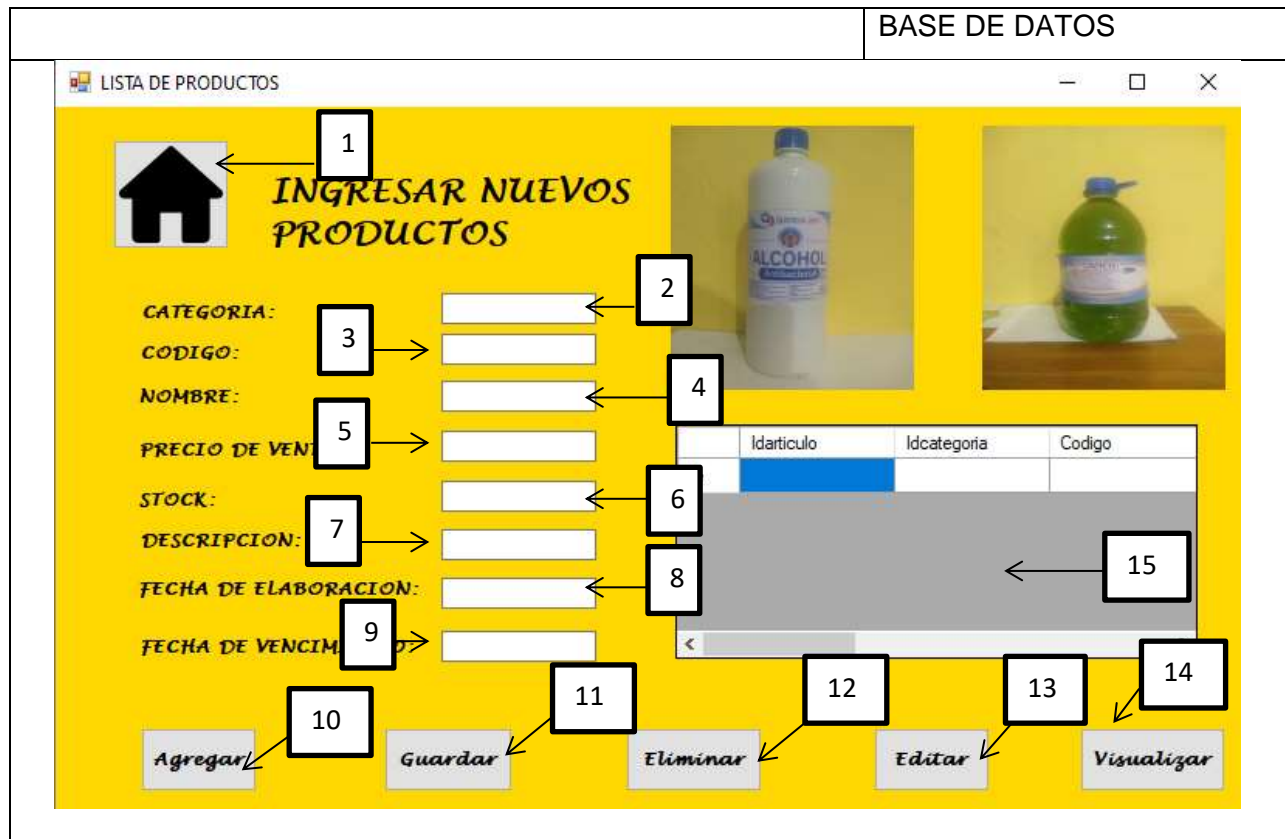 BASE DE DATOS
LISTA DE PRODUCTOS
1
INGRESAR NUEVOS
PRODUCTOS
ALCOHOL
Antibacterial
CATEGORIA:
2
CODIGO:
3
NOMBRE:
4
PRECIO DE VEN
5
STOCK:
6
DESCRIPCION:
7
FECHA DE ELABORACION:
8
FECHA DE VENCIM
9
O:
Idarticulo Idcategoria Codigo
15
10
11
12
13
14
Agregar Guardar Eliminar Editar Visualizar